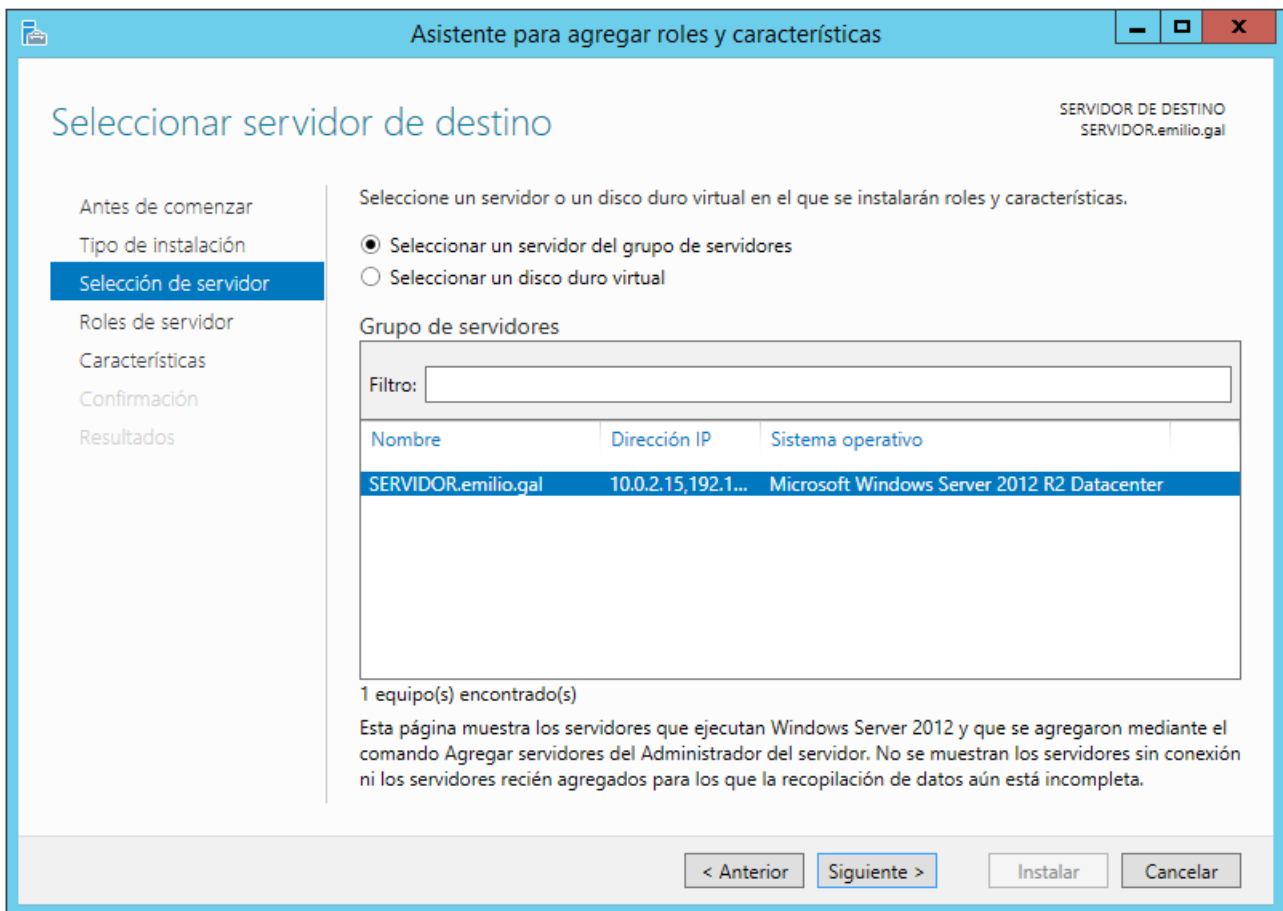 Asistente para agregar roles y características
Seleccionar servidor de destino
SERVIDOR DE DESTINO
SERVIDOR.emilio.gal
Antes de comenzar
Tipo de instalación
Selección de servidor
Roles de servidor
Características
Confirmación
Resultados
Seleccione un servidor o un disco duro virtual en el que se instalarán roles y características.
Seleccionar un servidor del grupo de servidores
Seleccionar un disco duro virtual
Grupo de servidores
Filtro:
Nombre Dirección IP Sistema operativo
SERVIDOR.emilio.gal 10.0.2.15,192.1... Microsoft Windows Server 2012 R2 Datacenter
1 equipo(s) encontrado(s)
Esta página muestra los servidores que ejecutan Windows Server 2012 y que se agregaron mediante el
comando Agregar servidores del Administrador del servidor. No se muestran los servidores sin conexión
ni los servidores recién agregados para los que la recopilación de datos aún está incompleta.
< Anterior Siguiente > Instalar Cancelar